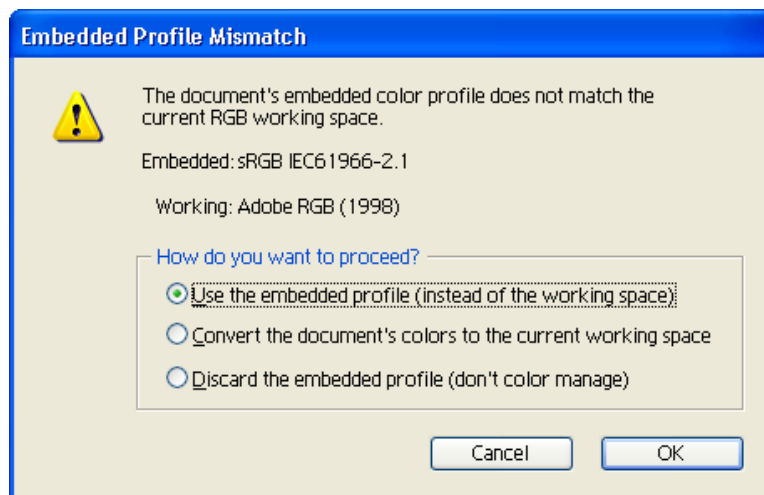 Embedded Profile Mismatch
The document's embedded color profile does not match the
current RGB working space.
Embedded: sRGB IEC61966-2.1
Working: Adobe RGB (1998)
How do you want to proceed?
Use the embedded profile (instead of the working space)
Convert the document's colors to the current working space
Discard the embedded profile (don't color manage)
Cancel OK